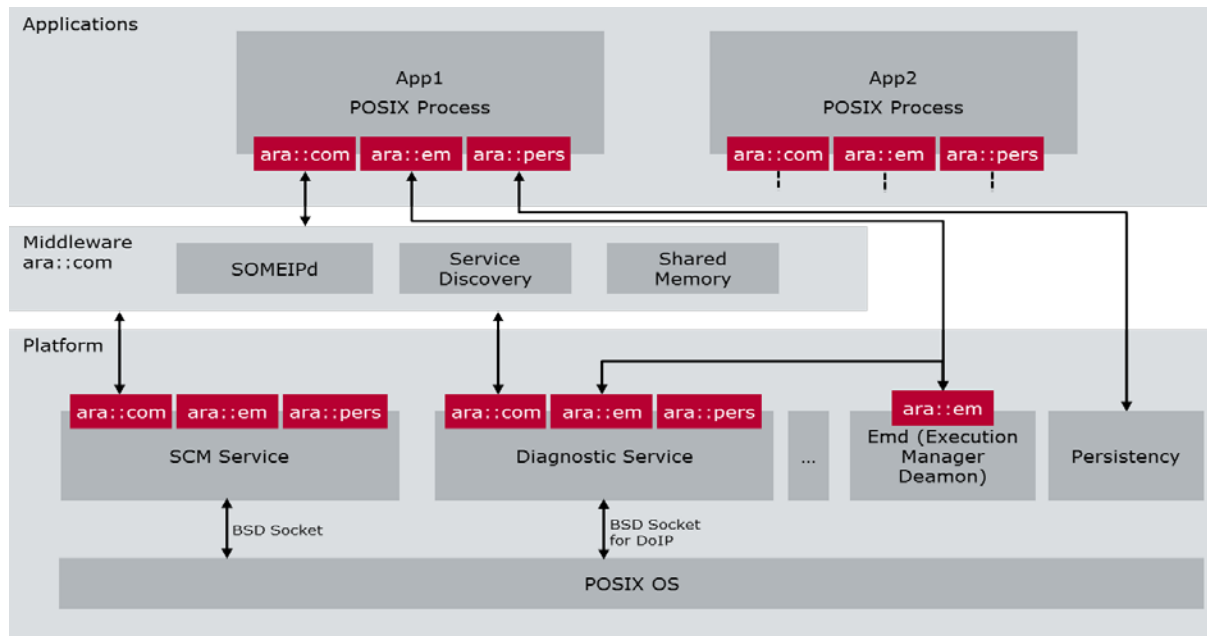 Applications
App1
POSIX Process
ara::com ara::em ara::pers
App2
POSIX Process
ara::com ara::em ara::pers
Middleware
ara::com
SOMEIPd
Service
Discovery
Shared
Memory
Platform
ara::com ara::em ara::pers
SCM Service
ara::com ara::em ara::pers
Diagnostic Service
...
ara::em
Emd (Execution
Manager
Deamon)
Persistency
BSD Socket
BSD Socket
for DoIP
POSIX OS